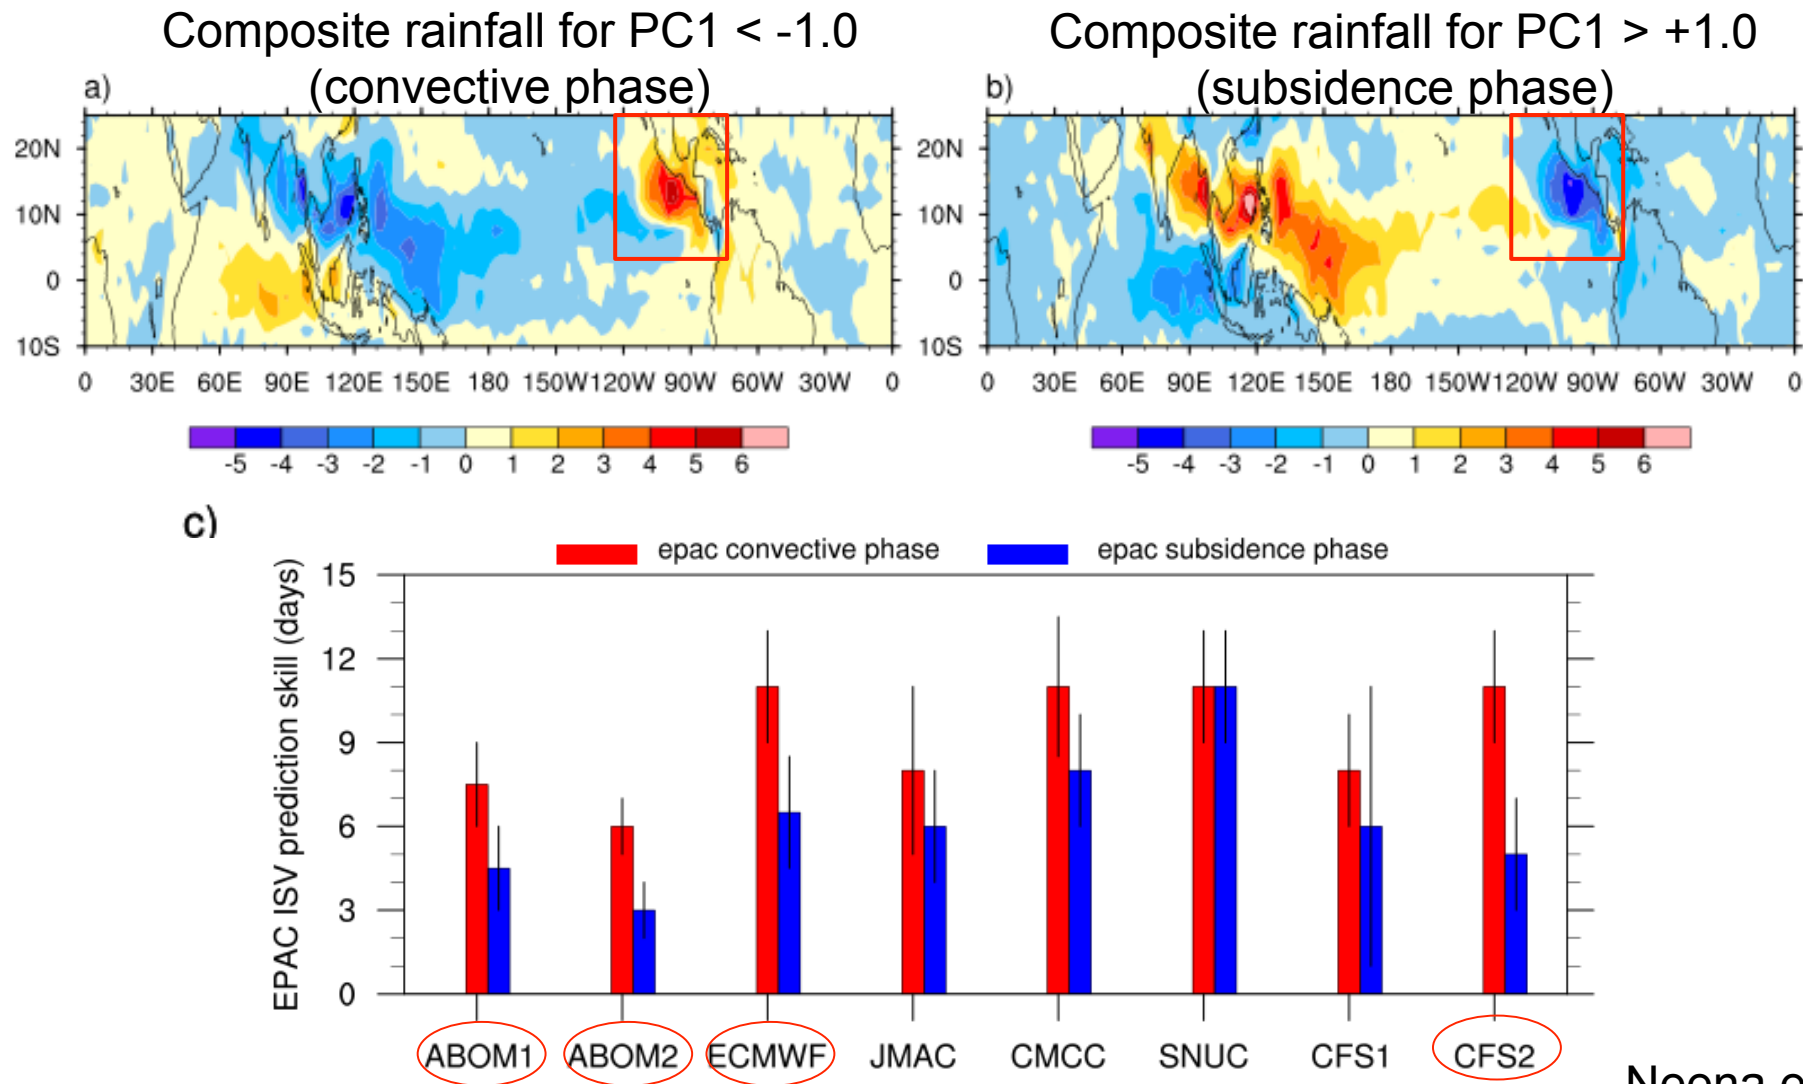 Composite rainfall for PC1 < -1.0
(convective phase)
Composite rainfall for PC1 > +1.0
(subsidence phase)
a)
20N
10N
0
10S
0 30E 60E 90E 120E 150E 180 150W 120W 90W 60W 30W 0
-5 -4 -3 -2 -1 0 1 2 3 4 5 6
b)
20N
10N
0
10S
0 30E 60E 90E 120E 150E 180 150W 120W 90W 60W 30W 0
-5 -4 -3 -2 -1 0 1 2 3 4 5 6
c)
epac convective phase epac subsidence phase
EPAC ISV prediction skill (days)
15
12
9
6
3
0
ABOM1 ABOM2 ECMWF JMAC CMCC SNUC CFS1 CFS2